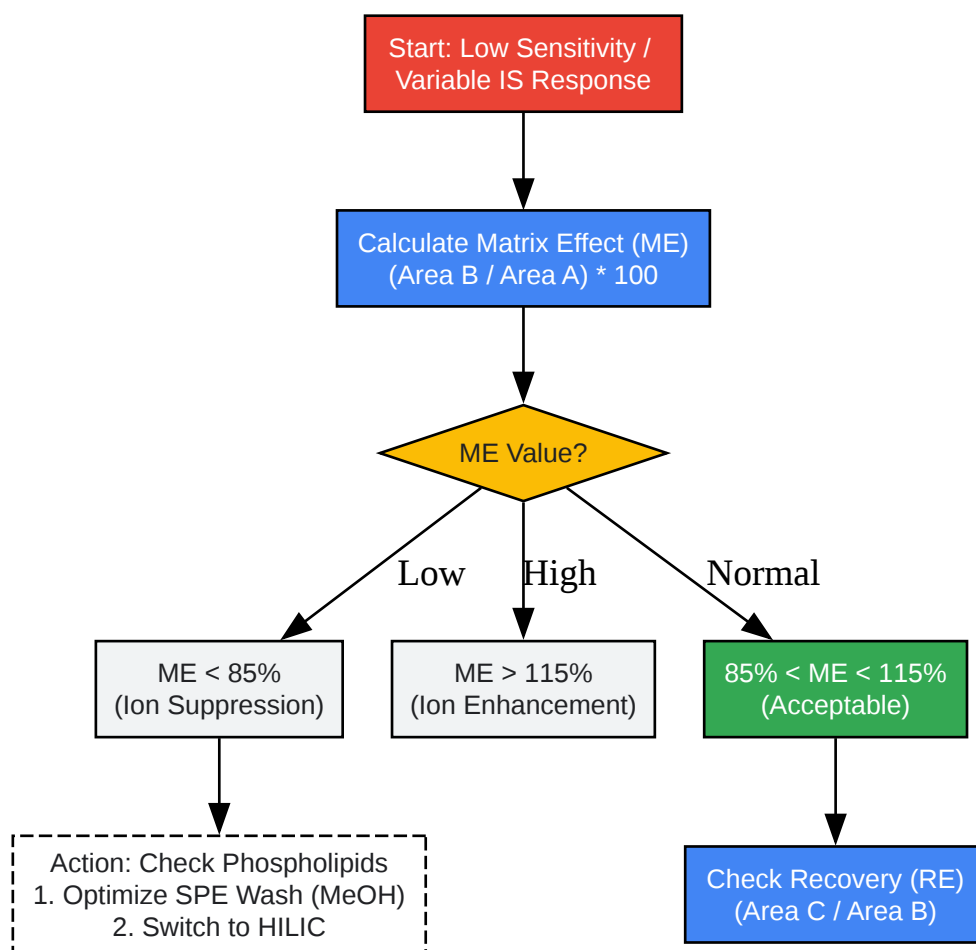 Start: Low Sensitivity /
Variable IS Response
Calculate Matrix Effect (ME)
(Area B / Area A) * 100
ME Value?
Low
High
Normal
ME < 85%
(Ion Suppression)
ME > 115%
(Ion Enhancement)
85% < ME < 115%
(Acceptable)
Action: Check Phospholipids
1. Optimize SPE Wash (MeOH)
2. Switch to HILIC
Check Recovery (RE)
(Area C / Area B)